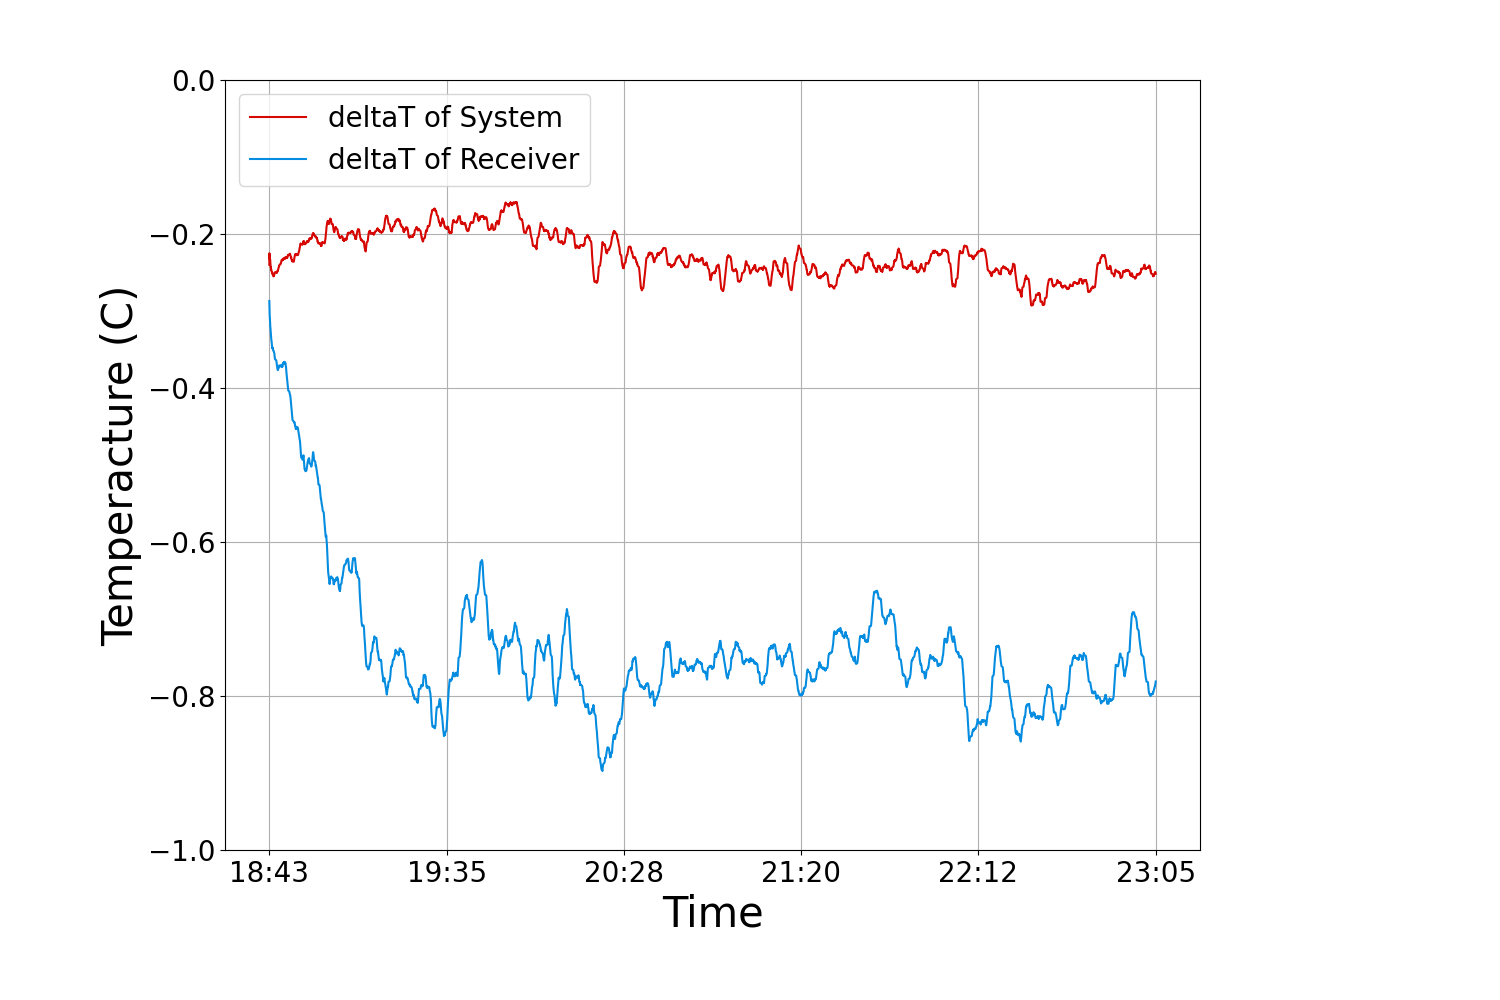 deltaT of System
deltaT of Receiver
Temperacture (C)
0.0
−0.2
−0.4
−0.6
−0.8
−1.0
18:43 19:35 20:28 21:20 22:12 23:05
Time